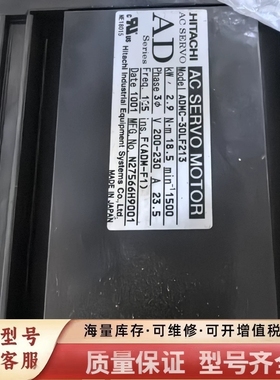 HITACHI AC SERVO MOTOR
AC SERVO Model ADMC-30LF213
AD Series
kW 2.9 N·m 18.5 min⁻¹ 1500
Phase 3φ V 200-230 A 23.5
Freq. 125 ins. F(ADM-F1)
Date 1001 No. N27566H9001
Hitachi Industrial Equipment Systems Co.,Ltd.
MADE IN JAPAN
NE16015
型号
客服
海量库存·可维修·可开增值税
质量保证 型号齐